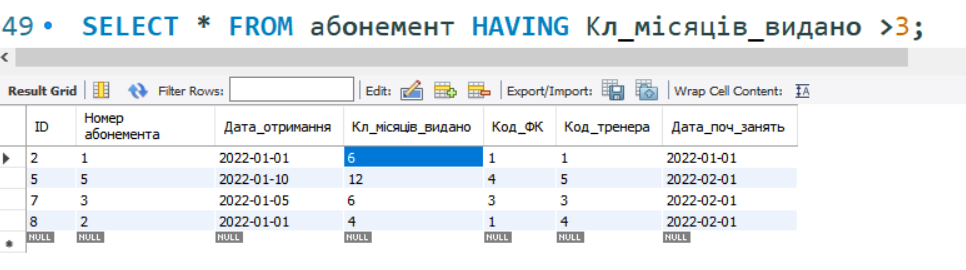 49 SELECT * FROM абонемент HAVING Кл_місяців_видано >3;
Result Grid Filter Rows: Edit: Export/Import: Wrap Cell Content: IA
ID Номер абонемента Дата_отримання Кл_місяців_видано Код_ФК Код_тренера Дата_поч_занять
2 1 2022-01-01 6 1 1 2022-01-01
5 5 2022-01-10 12 4 5 2022-02-01
7 3 2022-01-05 6 3 3 2022-02-01
8 2 2022-01-01 4 1 4 2022-02-01
NULL NULL NULL NULL NULL NULL NULL